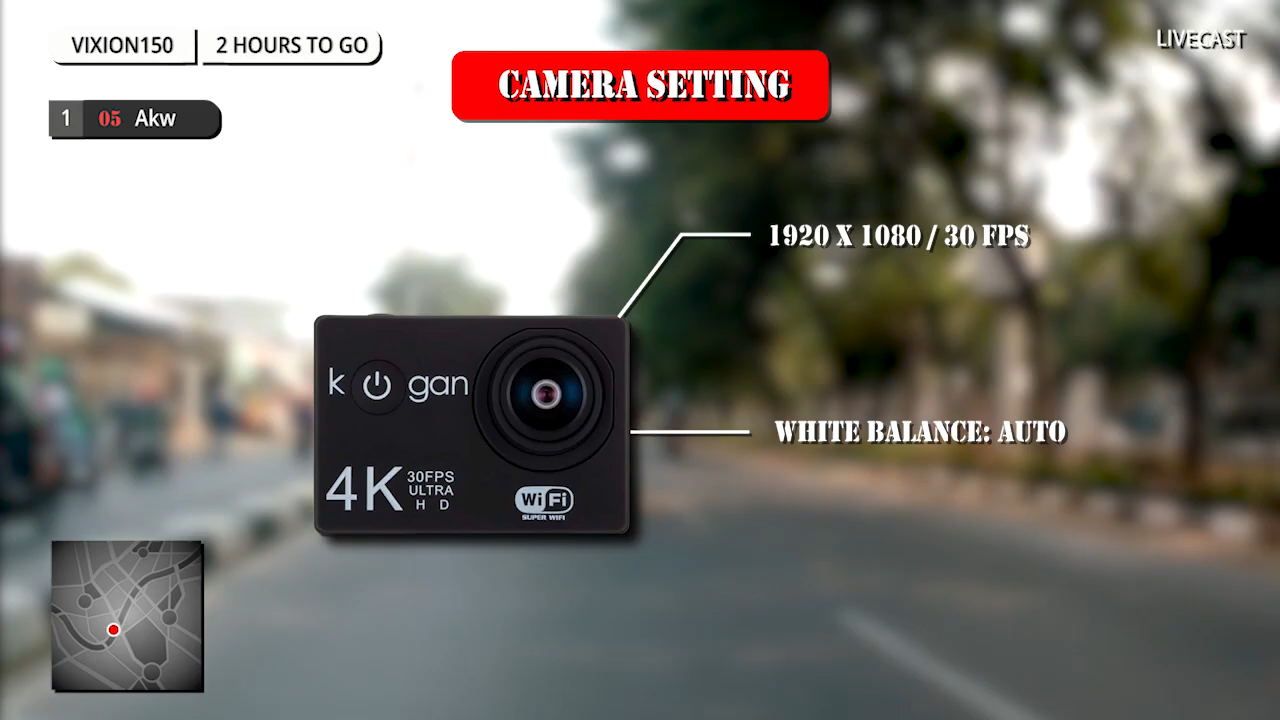 VIXION150 2 HOURS TO GO
LIVECAST
CAMERA SETTING
1 05 Akw
1920 X 1080 / 30 FPS
kogan
WHITE BALANCE: AUTO
4K 30FPS
ULTRA
H D
WiFi
SUPER WIFI